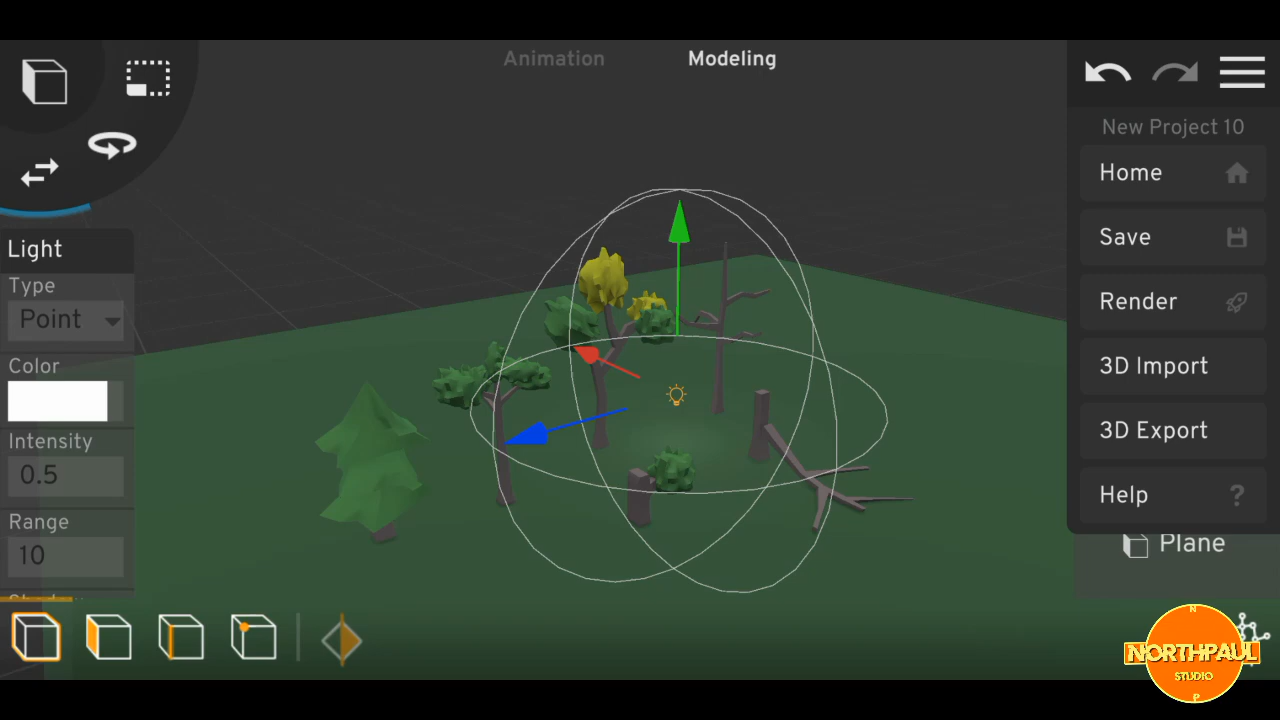 Animation
Modeling
New Project 10
Home
Save
Render
3D Import
3D Export
Help
?
Plane
Light
Type
Point
Color
Intensity
0.5
Range
10
N
NORTHPAUL
STUDIO
P